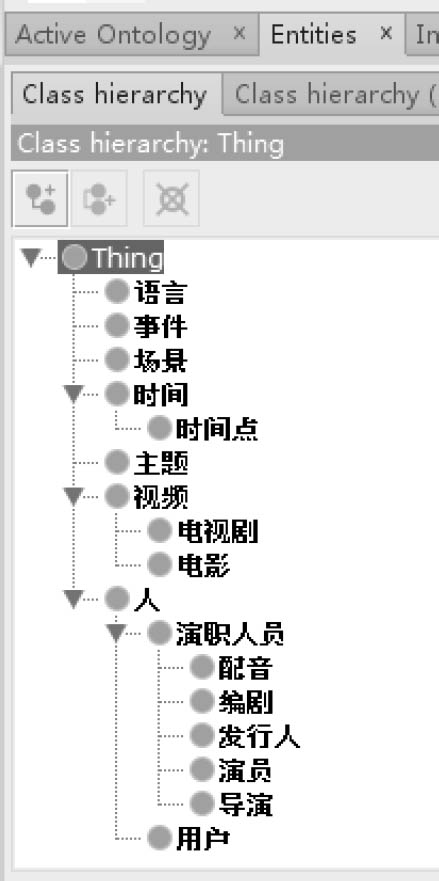 Active Ontology × Entities × In
Class hierarchy Class hierarchy (
Class hierarchy: Thing
Thing
语言
事件
场景
时间
时间点
主题
视频
电视剧
电影
人
演职人员
配音
编剧
发行人
演员
导演
用户